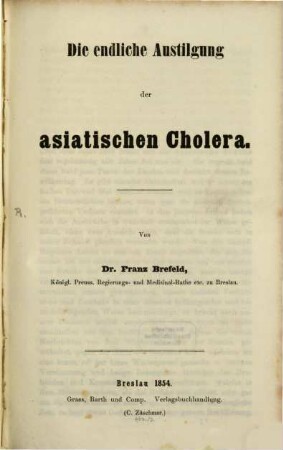 Die endliche Austilgung
der
asiatischen Cholera.
Von
Dr. Franz Brefeld,
Königl. Preuss. Regierungs- und Medicinal-Rathe etc. zu Breslau.
Breslau 1854.
Grass, Barth und Comp. Verlagsbuchhandlung.
(C. Zäschmar.)